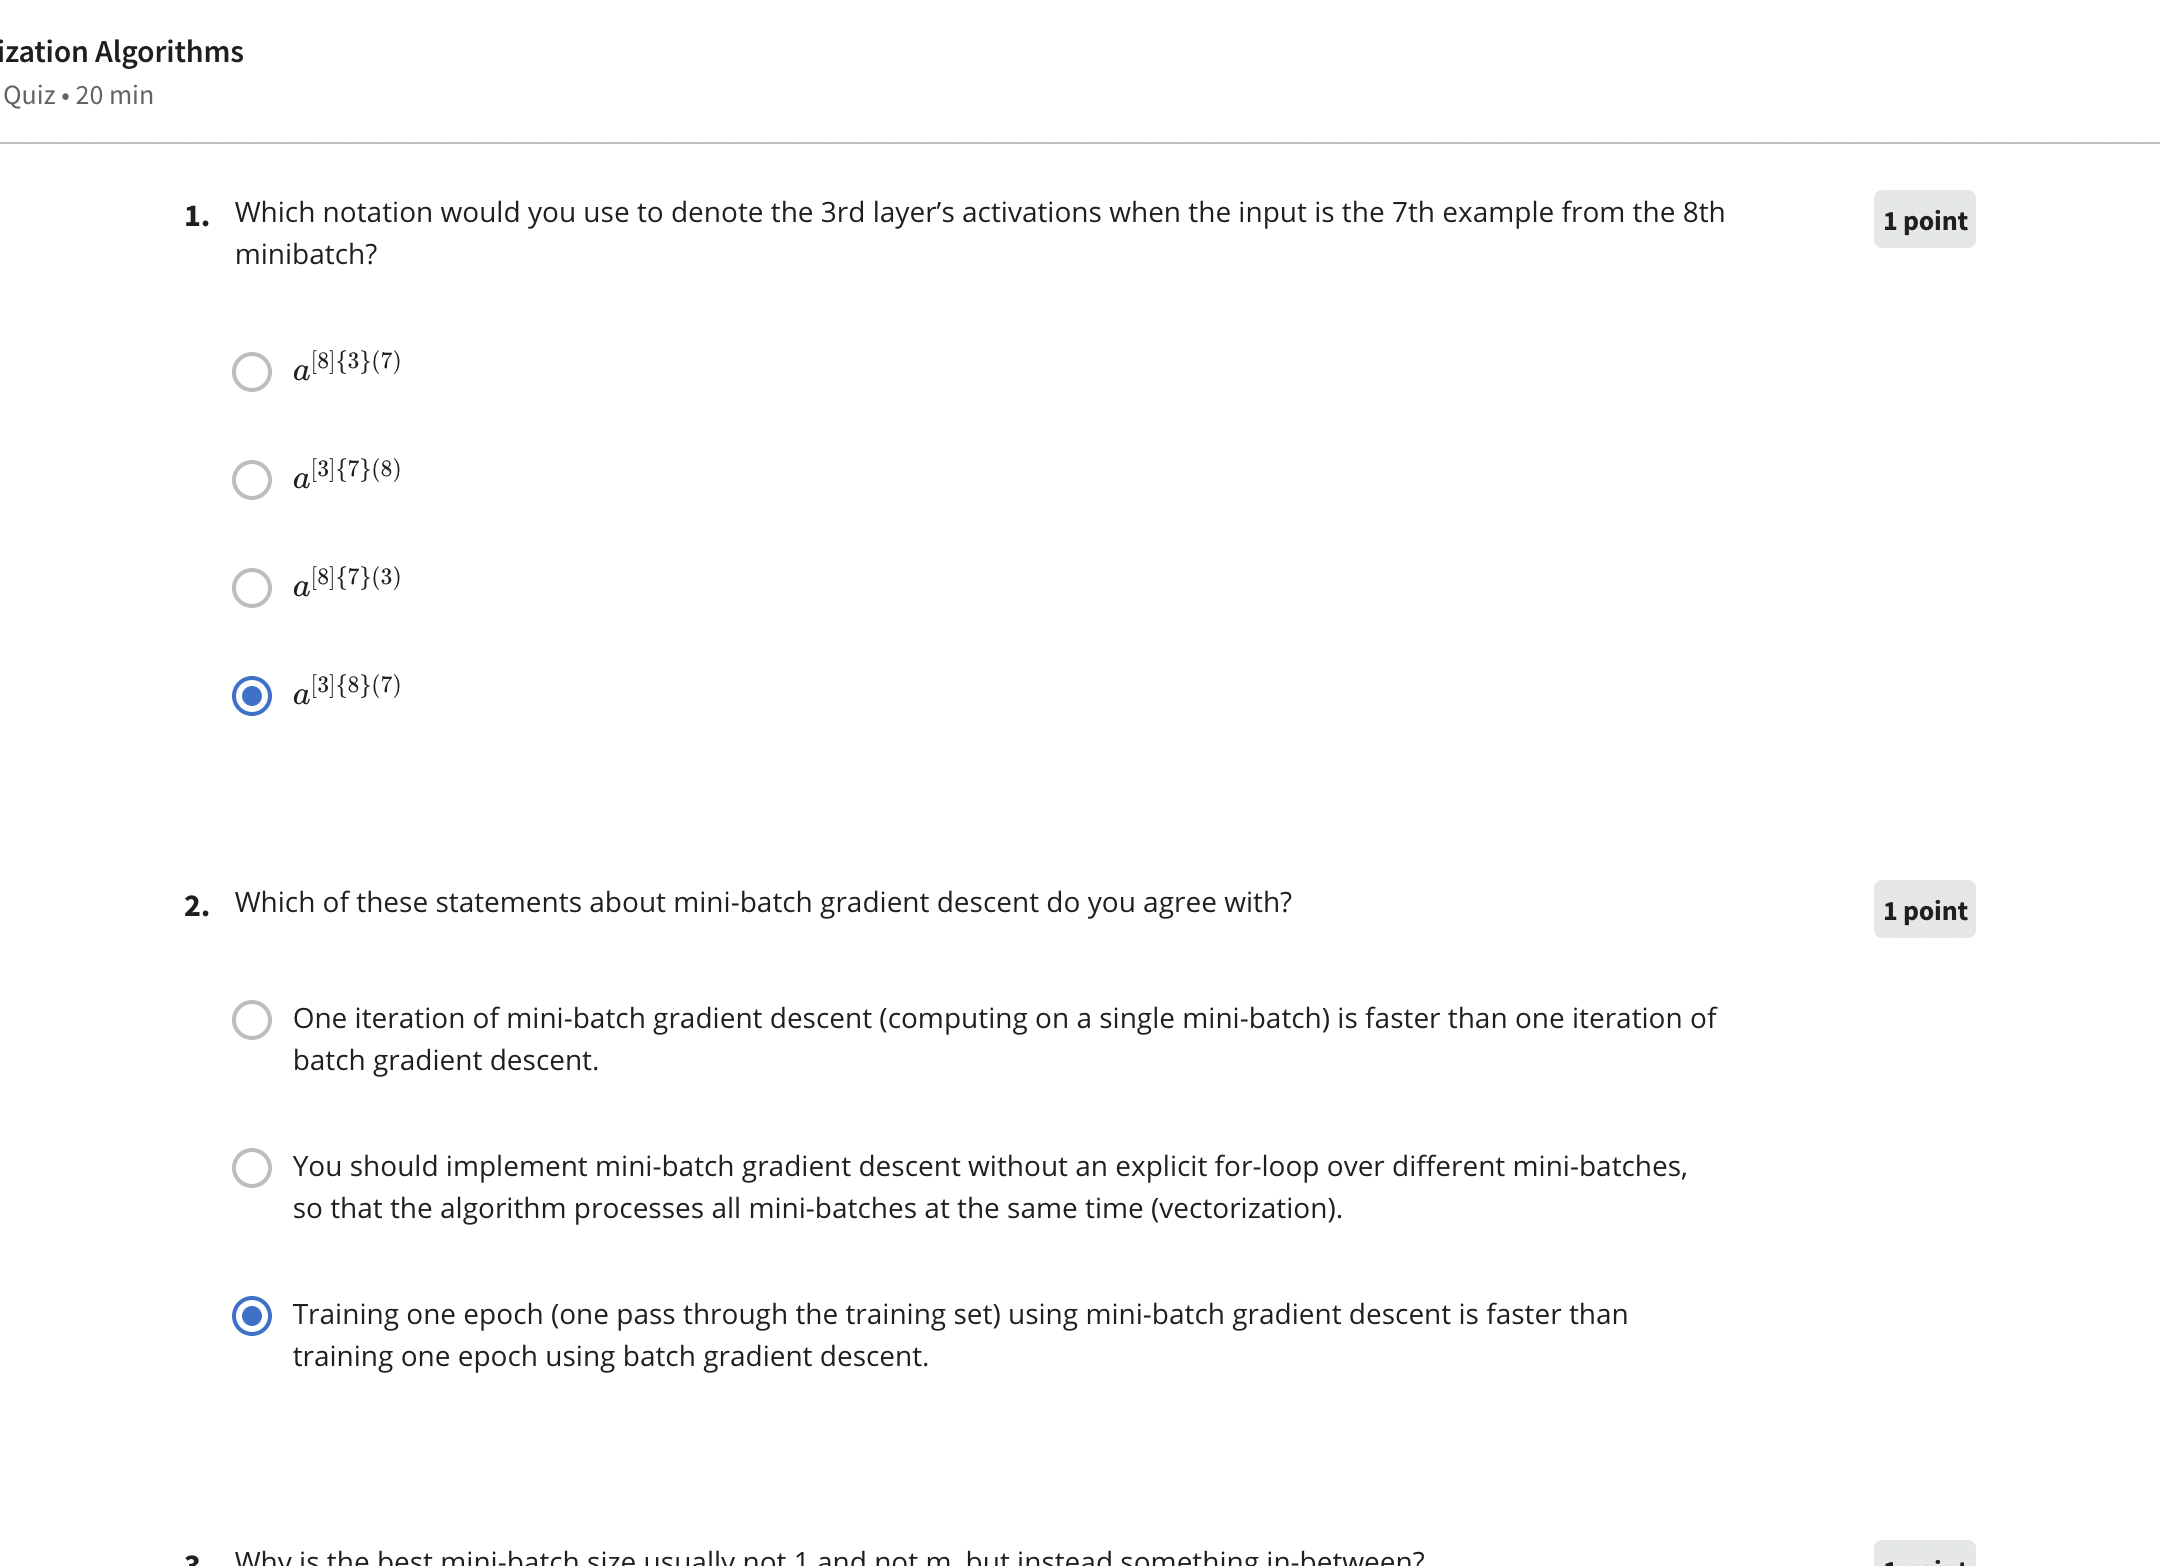 ization Algorithms
Quiz • 20 min
1. Which notation would you use to denote the 3rd layer’s activations when the input is the 7th example from the 8th
minibatch?
1 point
a^{[8]\{3\}(7)}
a^{[3]\{7\}(8)}
a^{[8]\{7\}(3)}
a^{[3]\{8\}(7)}
2. Which of these statements about mini-batch gradient descent do you agree with?
1 point
One iteration of mini-batch gradient descent (computing on a single mini-batch) is faster than one iteration of
batch gradient descent.
You should implement mini-batch gradient descent without an explicit for-loop over different mini-batches,
so that the algorithm processes all mini-batches at the same time (vectorization).
Training one epoch (one pass through the training set) using mini-batch gradient descent is faster than
training one epoch using batch gradient descent.
3. Why is the best mini-batch size usually not 1 and not m, but instead something in-between?
1 point